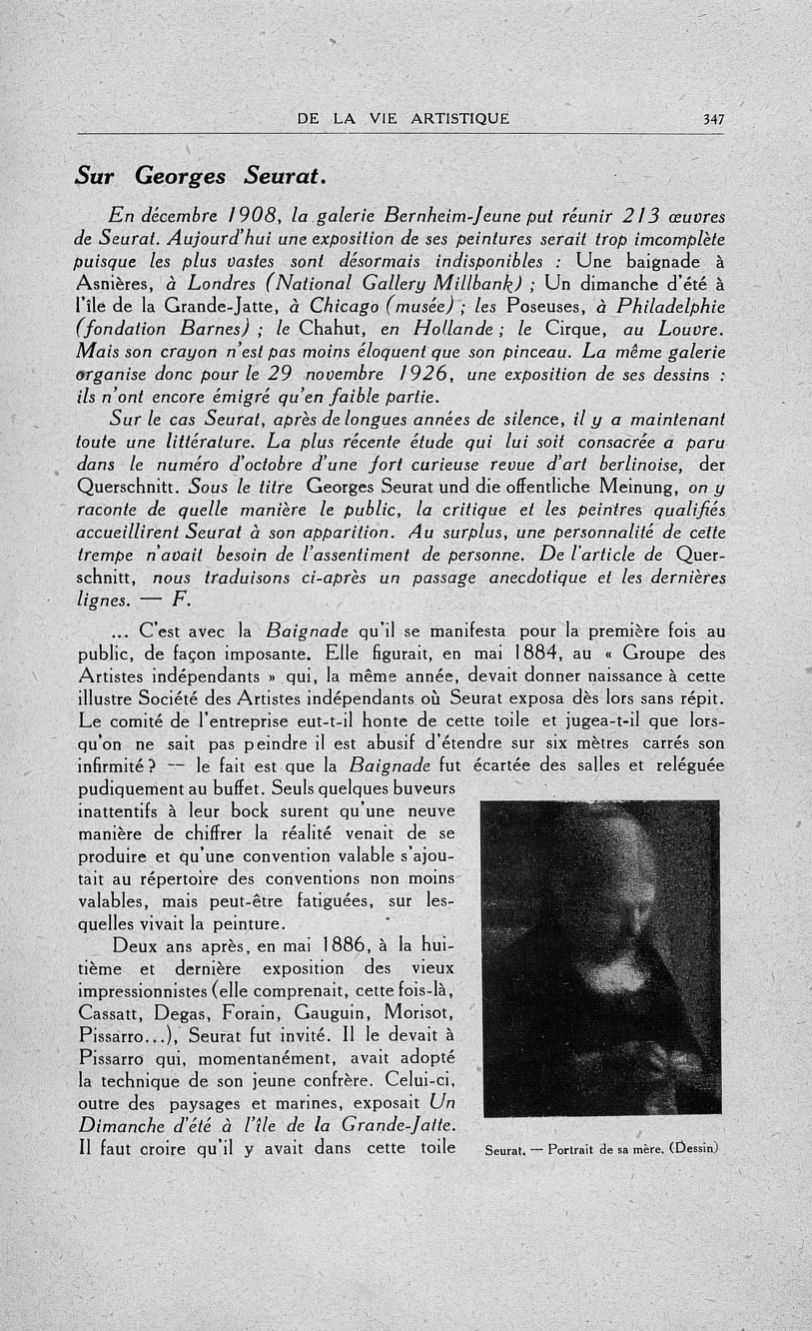 DE LA VIE ARTISTIQUE 347
Sur Georges Seurat.
En décembre 1908, la galerie Bernheim-Jeune put réunir 213 œuvres
de Seurat. Aujourd'hui une exposition de ses peintures serait trop imcomplète
puisque les plus vastes sont désormais indisponibles : Une baignade à
Asnières, à Londres (National Gallery Millbank) ; Un dimanche d'été à
l'île de la Grande-Jatte, à Chicago (musée) ; les Poseuses, à Philadelphie
(fondation Barnes) ; le Chahut, en Hollande ; le Cirque, au Louvre.
Mais son crayon n'est pas moins éloquent que son pinceau. La même galerie
organise donc pour le 29 novembre 1926, une exposition de ses dessins :
ils n'ont encore émigré qu'en faible partie.
Sur le cas Seurat, après de longues années de silence, il y a maintenant
toute une littérature. La plus récente étude qui lui soit consacrée a paru
dans le numéro d'octobre d'une fort curieuse revue d'art berlinoise, der
Querschnitt. Sous le titre Georges Seurat und die offentliche Meinung, on y
raconte de quelle manière le public, la critique et les peintres qualifiés
accueillirent Seurat à son apparition. Au surplus, une personnalité de cette
trempe n'avait besoin de l'assentiment de personne. De l'article de Quer-
schnitt, nous traduisons ci-après un passage anecdotique et les dernières
lignes. — F.
... C'est avec la Baignade qu'il se manifesta pour la première fois au
public, de façon imposante. Elle figurait, en mai 1884, au « Groupe des
Artistes indépendants » qui, la même année, devait donner naissance à cette
illustre Société des Artistes indépendants où Seurat exposa dès lors sans répit.
Le comité de l'entreprise eut-t-il honte de cette toile et jugea-t-il que lors-
qu'on ne sait pas peindre il est abusif d'étendre sur six mètres carrés son
infirmité ? — le fait est que la Baignade fut écartée des salles et reléguée
pudiquement au buffet. Seuls quelques buveurs
inattentifs à leur bock surent qu'une neuve
manière de chiffrer la réalité venait de se
produire et qu'une convention valable s'ajou-
tait au répertoire des conventions non moins
valables, mais peut-être fatiguées, sur les-
quelles vivait la peinture.
Deux ans après, en mai 1886, à la hui-
tième et dernière exposition des vieux
impressionnistes (elle comprenait, cette fois-là,
Cassatt, Degas, Forain, Gauguin, Morisot,
Pissarro...), Seurat fut invité. Il le devait à
Pissarro qui, momentanément, avait adopté
la technique de son jeune confrère. Celui-ci,
outre des paysages et marines, exposait Un
Dimanche d'été à l'île de la Grande-Jatte.
Il faut croire qu'il y avait dans cette toile
Seurat. — Portrait de sa mère. (Dessin)